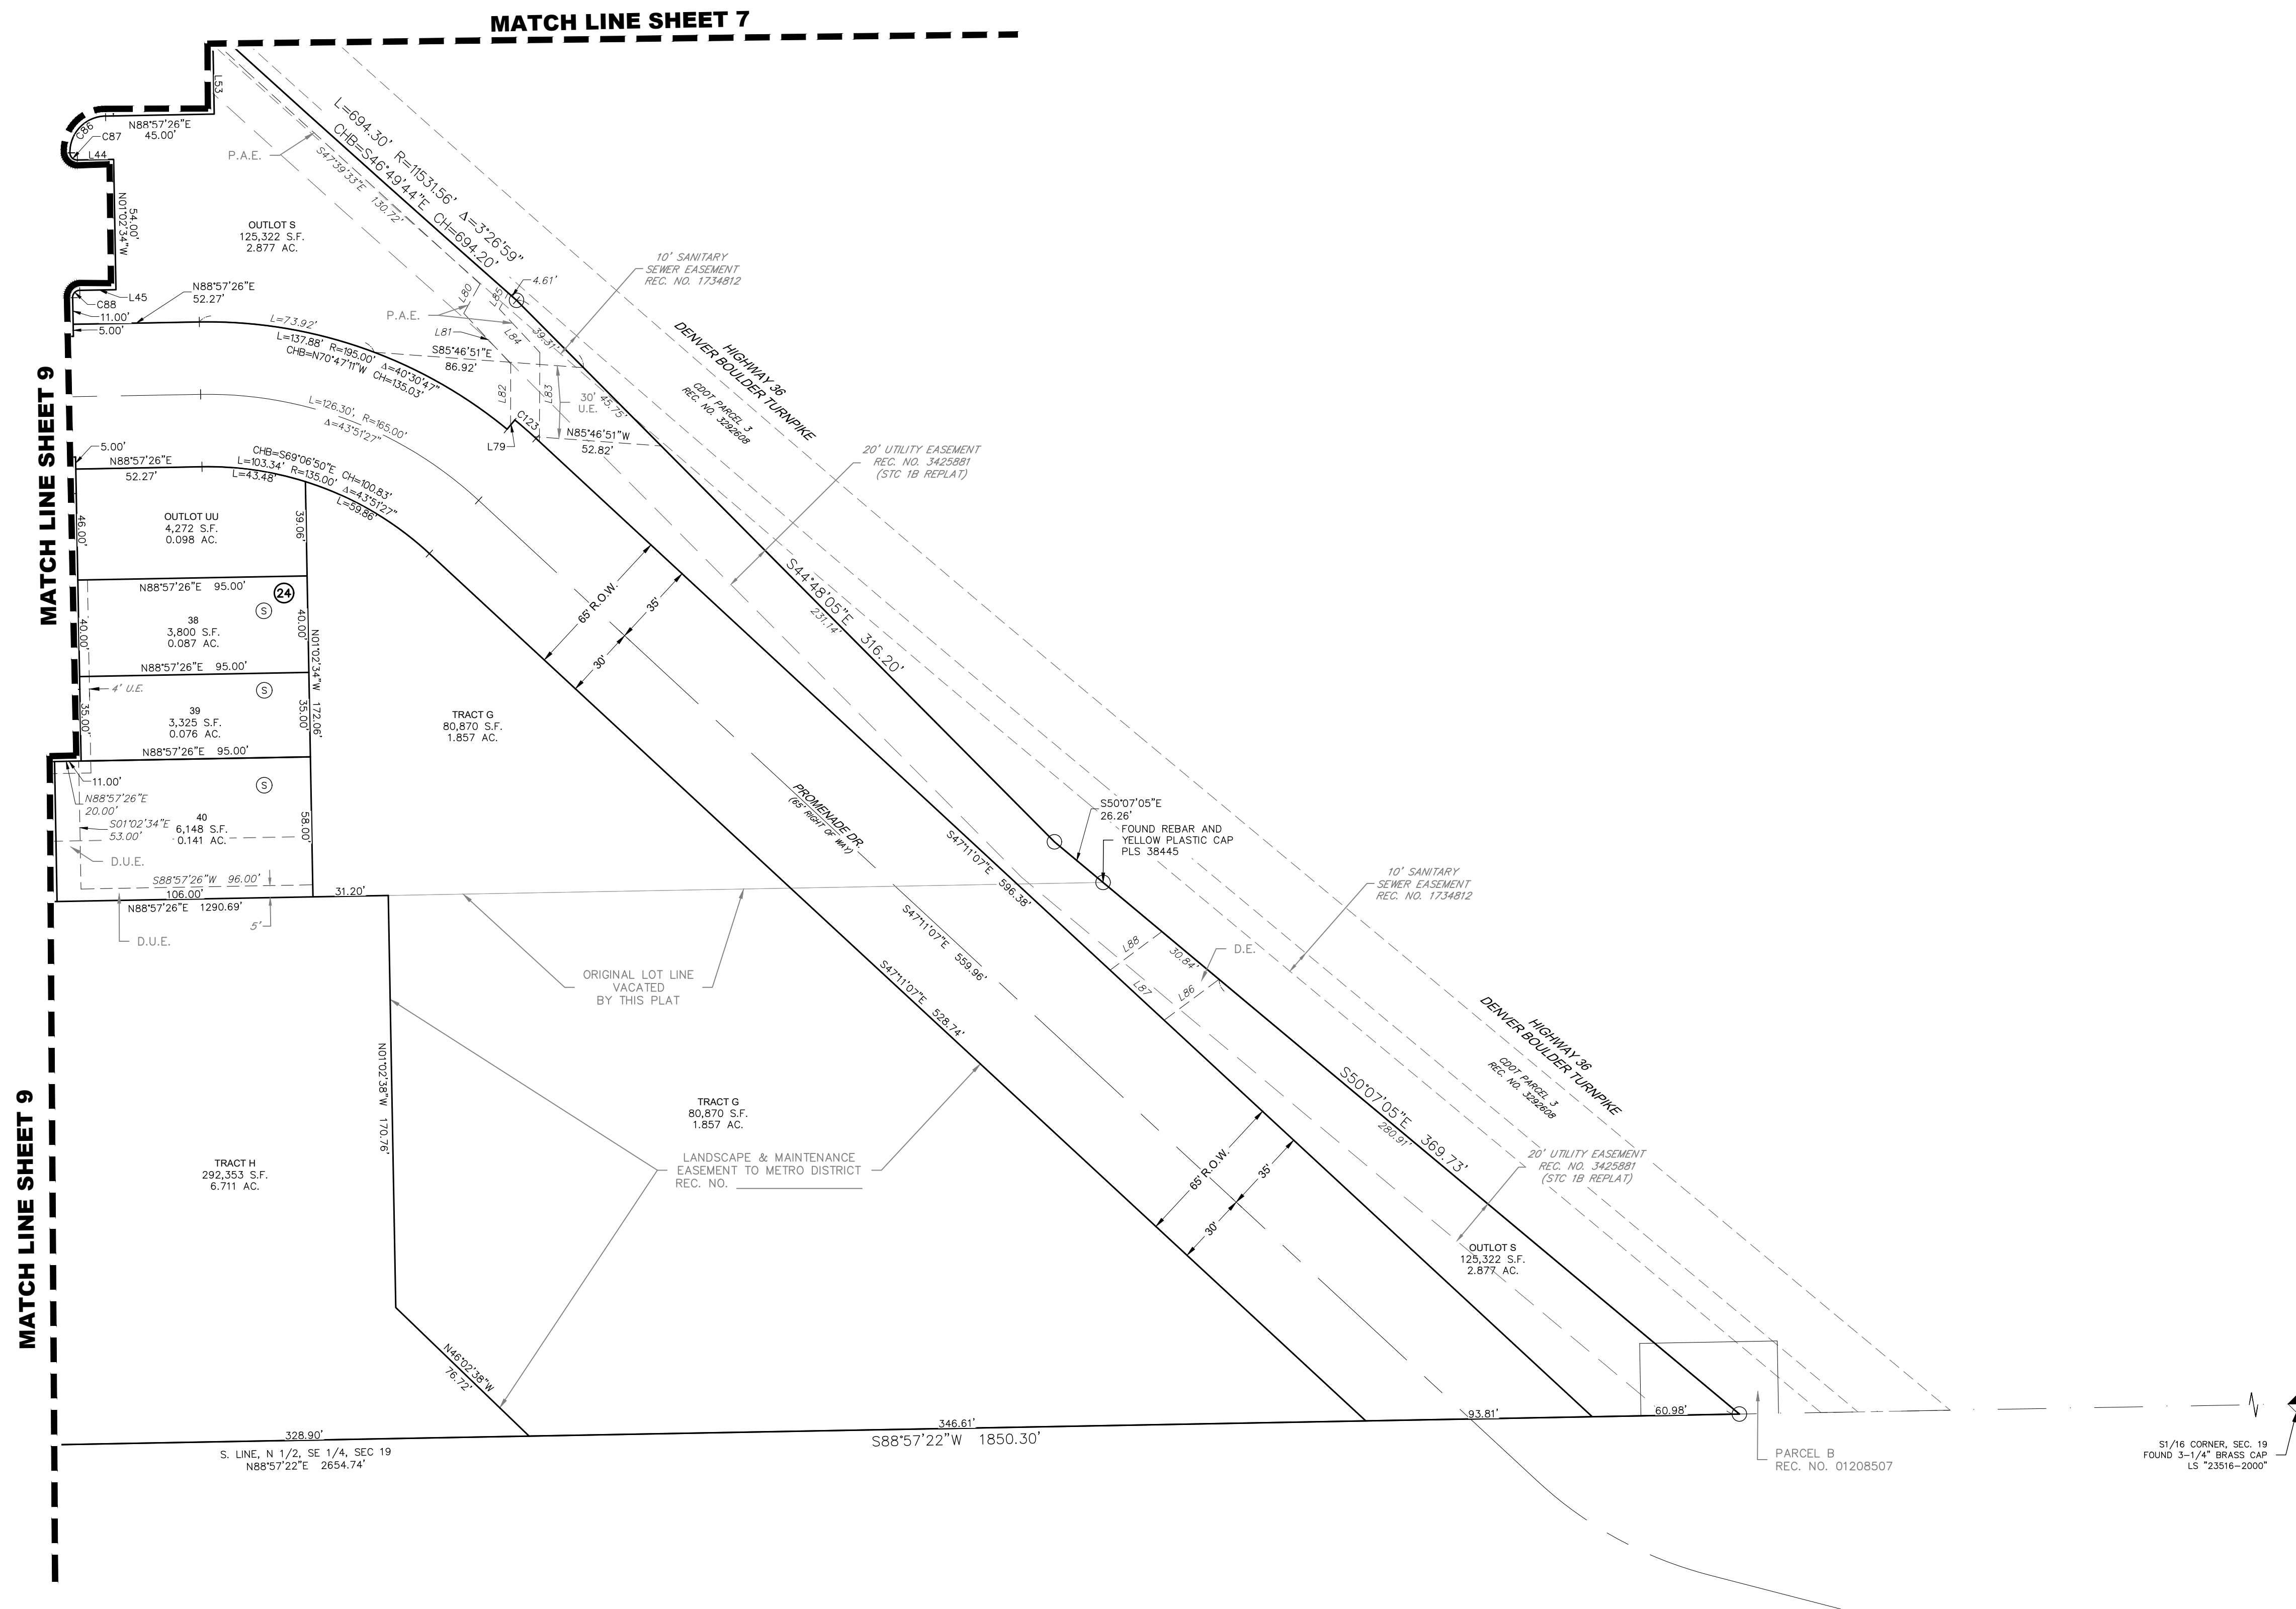 MATCH LINE SHEET 7
L53
C86
N88°57'26"E
45.00'
C87
L44
P.A.E.
L=694.30' R=11531.56' Δ=3°26'59"
CHB=S46°49'44"E CH=694.20'
S47°39'33"E 130.72'
54.00'
N01°02'34"W
OUTLOT S
125,322 S.F.
2.877 AC.
10' SANITARY
SEWER EASEMENT
REC. NO. 1734812
4.61'
N88°57'26"E
52.27'
L45
C88
11.00'
5.00'
L80
L85
P.A.E.
L81
L84
39.31'
L=73.92'
L=137.88' R=195.00' Δ=40°30'47"
CHB=N70°47'11"W CH=135.03'
S85°46'51"E
86.92'
L82
L83
30'
U.E.
45.75'
HIGHWAY 36
DENVER BOULDER TURNPIKE
CDOT PARCEL 3
REC. NO. 3292608
MATCH LINE SHEET 9
L=126.30', R=165.00'
Δ=43°51'27"
C123
L79
N85°46'51"W
52.82'
20' UTILITY EASEMENT
REC. NO. 3425881
(STC 1B REPLAT)
5.00'
N88°57'26"E
52.27'
CHB=S69°06'50"E CH=100.83'
L=103.34' R=135.00' Δ=43°51'27"
L=43.48'
L=59.86'
OUTLOT UU
4,272 S.F.
0.098 AC.
46.00'
39.06'
N88°57'26"E 95.00'
24
S
38
3,800 S.F.
0.087 AC.
40.00'
40.00'
N01°02'34"W 172.06'
N88°57'26"E 95.00'
4' U.E.
S
39
3,325 S.F.
0.076 AC.
35.00'
35.00'
N88°57'26"E 95.00'
65' R.O.W.
35'
30'
S44°48'05"E 316.20'
231.14'
TRACT G
80,870 S.F.
1.857 AC.
11.00'
N88°57'26"E
20.00'
S01°02'34"E
53.00'
S
40
6,148 S.F.
0.141 AC.
58.00'
D.U.E.
S88°57'26"W 96.00'
106.00'
31.20'
N88°57'26"E 1290.69'
5'
D.U.E.
PROMENADE DR.
(65' RIGHT OF WAY)
S47°11'07"E 596.38'
S47°11'07"E 559.96'
S47°11'07"E 528.74'
S50°07'05"E
26.26'
FOUND REBAR AND
YELLOW PLASTIC CAP
PLS 38445
10' SANITARY
SEWER EASEMENT
REC. NO. 1734812
L88
30.84'
D.E.
L87
L86
ORIGINAL LOT LINE
VACATED
BY THIS PLAT
HIGHWAY 36
DENVER BOULDER TURNPIKE
CDOT PARCEL 3
REC. NO. 3292608
MATCH LINE SHEET 9
N01°02'38"W 170.76'
TRACT G
80,870 S.F.
1.857 AC.
LANDSCAPE & MAINTENANCE
EASEMENT TO METRO DISTRICT
REC. NO.
S50°07'05"E 369.73'
280.91'
65' R.O.W.
35'
30'
20' UTILITY EASEMENT
REC. NO. 3425881
(STC 1B REPLAT)
TRACT H
292,353 S.F.
6.711 AC.
OUTLOT S
125,322 S.F.
2.877 AC.
N46°02'38"W
76.72'
328.90'
346.61'
93.81'
60.98'
S88°57'22"W 1850.30'
S. LINE, N 1/2, SE 1/4, SEC 19
N88°57'22"E 2654.74'
PARCEL B
REC. NO. 01208507
S1/16 CORNER, SEC. 19
FOUND 3-1/4" BRASS CAP
LS "23516-2000"